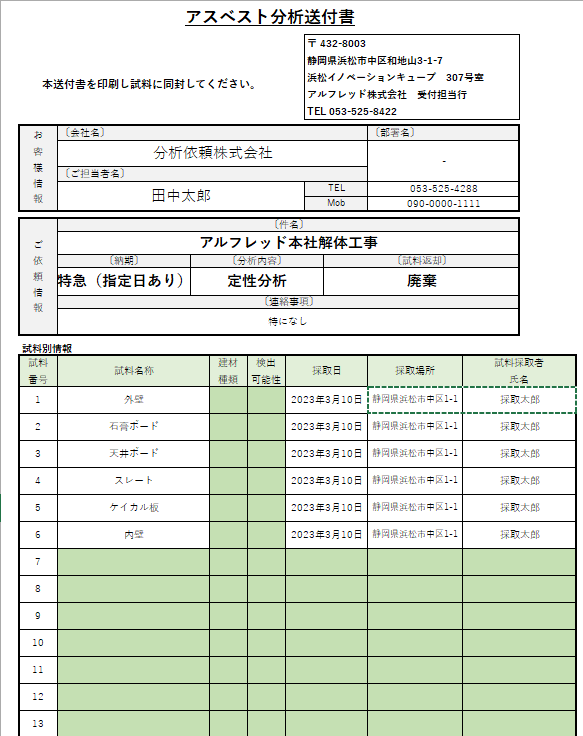 アスベスト分析送付書
〒432-8003
静岡県浜松市中区和地山3-1-7
浜松イノベーションキューブ　307号室
アルフレッド株式会社　受付担当行
TEL 053-525-8422
本送付書を印刷し試料に同封してください。
お客様情報
〔会社名〕 〔部署名〕
分析依頼株式会社 -
〔ご担当者名〕
田中太郎 TEL 053-525-4288
Mob 090-0000-1111
ご依頼情報
〔件名〕
アルフレッド本社解体工事
〔納期〕 〔分析内容〕 〔試料返却〕
特急（指定日あり） 定性分析 廃棄
〔連絡事項〕
特になし
試料別情報
試料番号 試料名称 建材種類 検出可能性 採取日 採取場所 試料採取者氏名
1 外壁 2023年3月10日 静岡県浜松市中区1-1 採取太郎
2 石膏ボード 2023年3月10日 静岡県浜松市中区1-1 採取太郎
3 天井ボード 2023年3月10日 静岡県浜松市中区1-1 採取太郎
4 スレート 2023年3月10日 静岡県浜松市中区1-1 採取太郎
5 ケイカル板 2023年3月10日 静岡県浜松市中区1-1 採取太郎
6 内壁 2023年3月10日 静岡県浜松市中区1-1 採取太郎
7
8
9
10
11
12
13